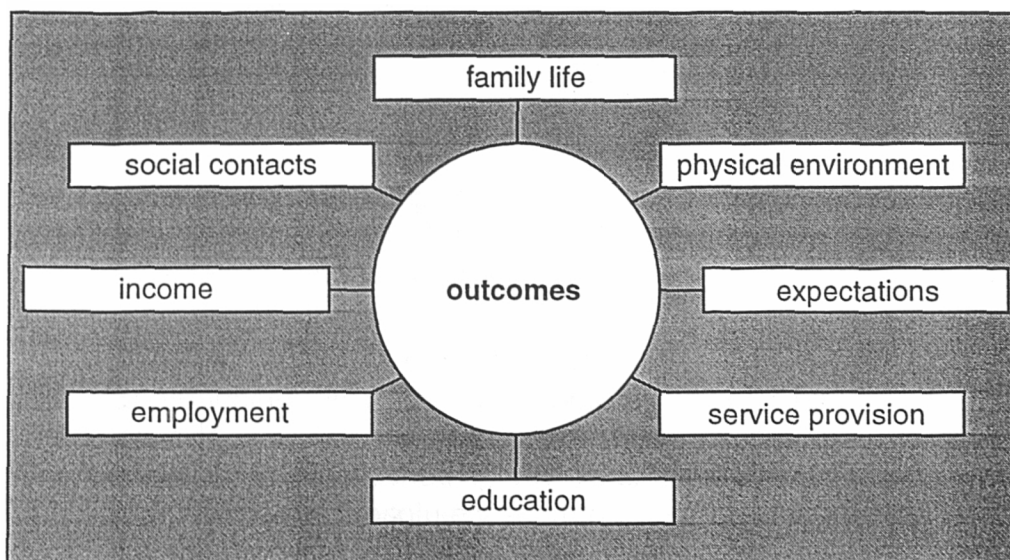 family life
social contacts
physical environment
income
outcomes
expectations
employment
service provision
education